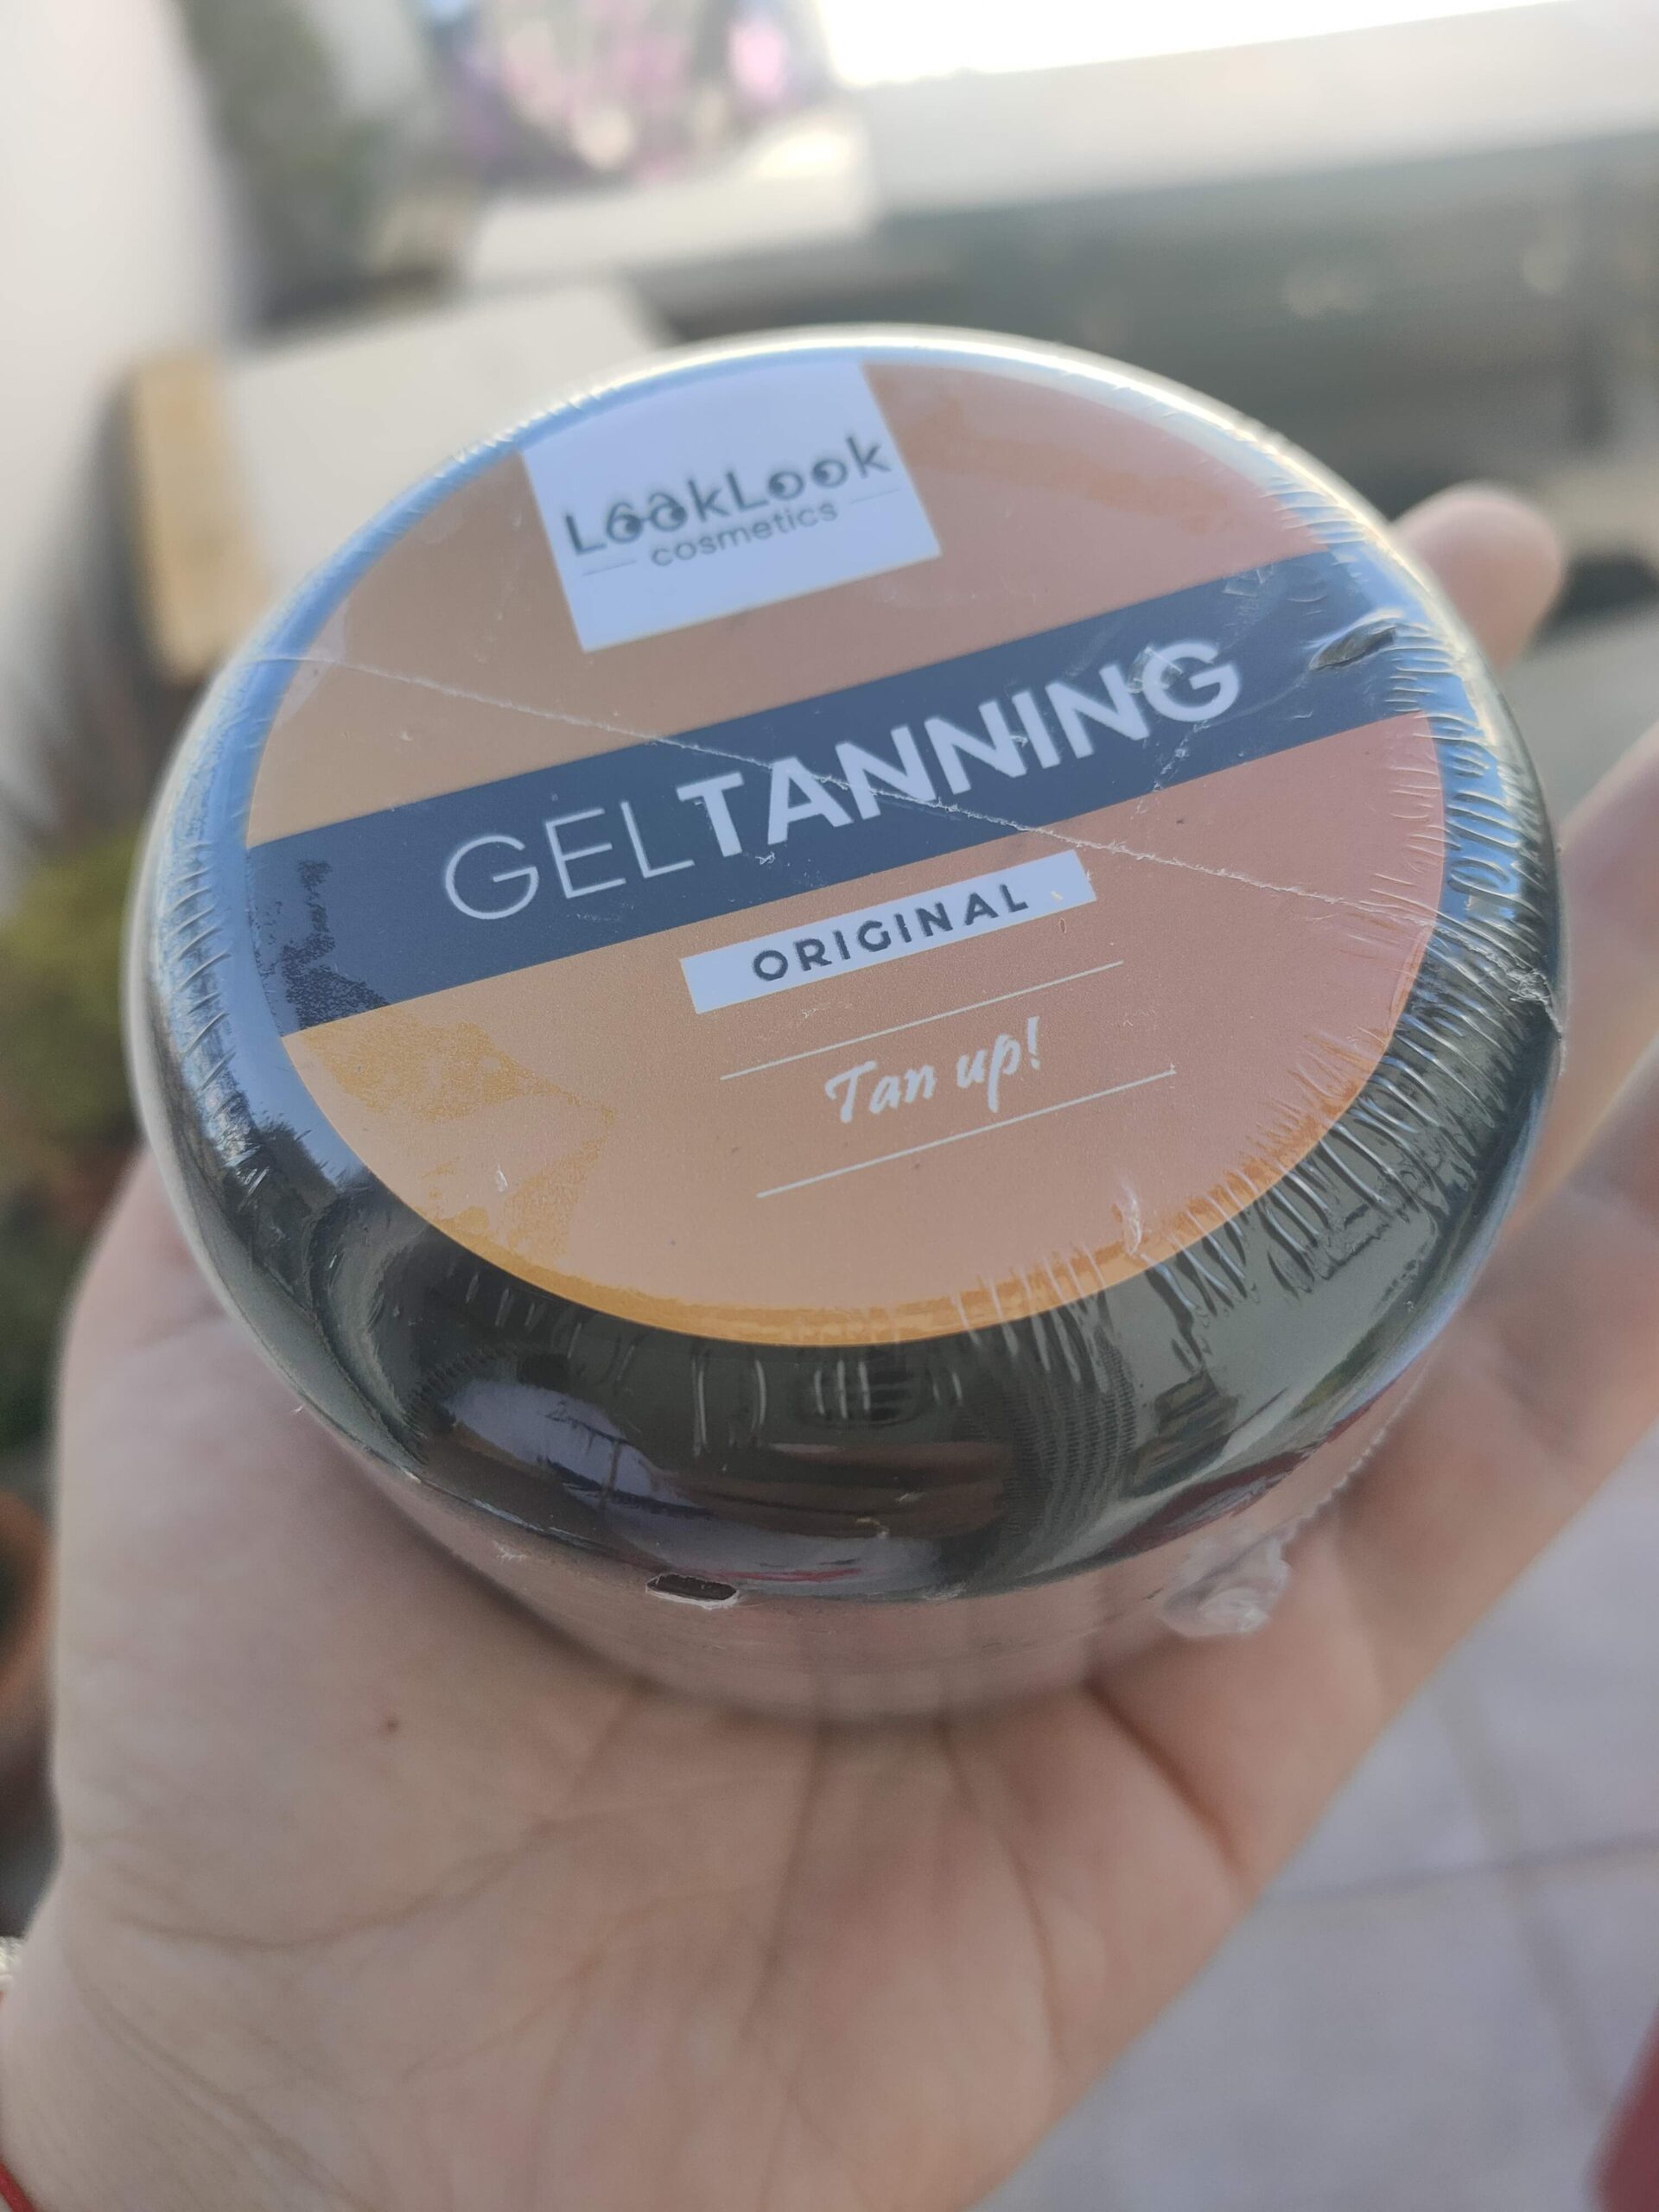 LookLook
cosmetics
GELTANNING
ORIGINAL
Tan up!